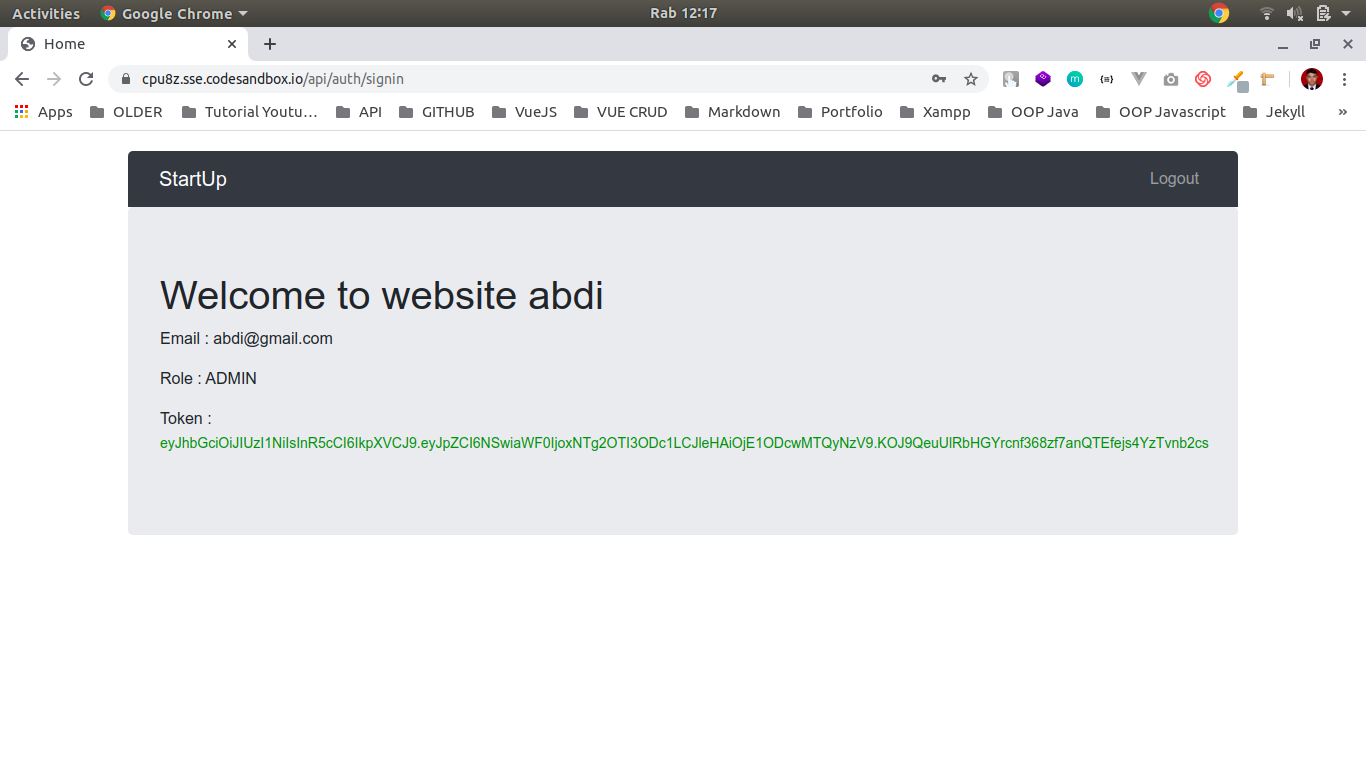 Activities Google Chrome Rab 12:17
Home
cpu8z.sse.codesandbox.io/api/auth/signin
Apps OLDER Tutorial Youtu… API GITHUB VueJS VUE CRUD Markdown Portfolio Xampp OOP Java OOP Javascript Jekyll »
StartUp Logout
Welcome to website abdi
Email : abdi@gmail.com
Role : ADMIN
Token :
eyJhbGciOiJIUzI1NiIsInR5cCI6IkpXVCJ9.eyJpZCI6NSwiaWF0IjoxNTg2OTI3ODc1LCJleHAiOjE1ODcwMTQyNzV9.KOJ9QeuUlRbHGYrcnf368zf7anQTEfejs4YzTvnb2cs